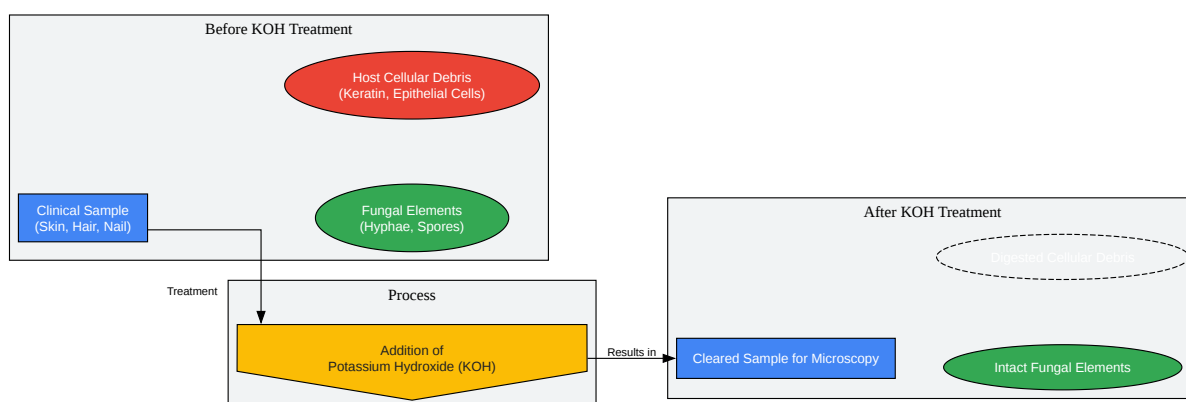 Before KOH Treatment
Host Cellular Debris
(Keratin, Epithelial Cells)
Clinical Sample
(Skin, Hair, Nail)
Fungal Elements
(Hyphae, Spores)
Treatment
Process
Addition of
Potassium Hydroxide (KOH)
Results in
After KOH Treatment
Digested Cellular Debris
Cleared Sample for Microscopy
Intact Fungal Elements